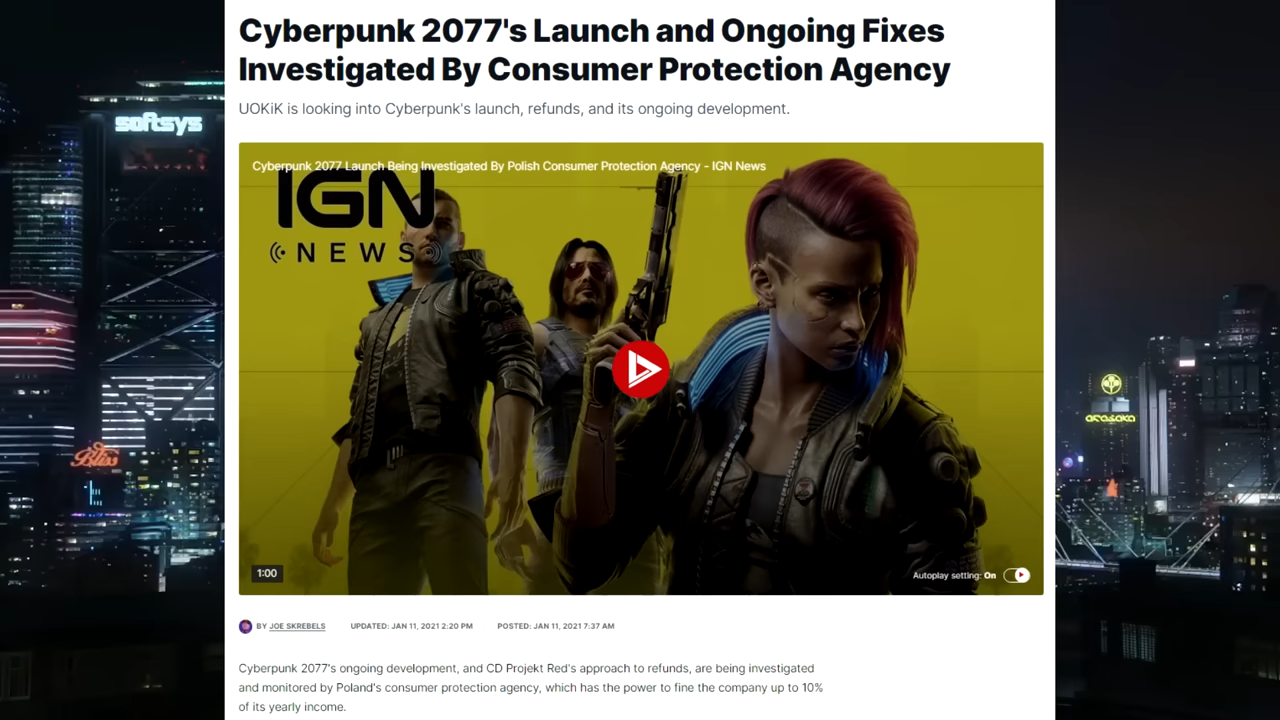 Cyberpunk 2077's Launch and Ongoing Fixes
Investigated By Consumer Protection Agency
UOKiK is looking into Cyberpunk's launch, refunds, and its ongoing development.
Cyberpunk 2077 Launch Being Investigated By Polish Consumer Protection Agency - IGN News
IGN
NEWS
softsys
Bliss
arasaka
1:00
Autoplay setting: On
BY JOE SKREBELS UPDATED: JAN 11, 2021 2:20 PM POSTED: JAN 11, 2021 7:37 AM
Cyberpunk 2077's ongoing development, and CD Projekt Red's approach to refunds, are being investigated
and monitored by Poland's consumer protection agency, which has the power to fine the company up to 10%
of its yearly income.